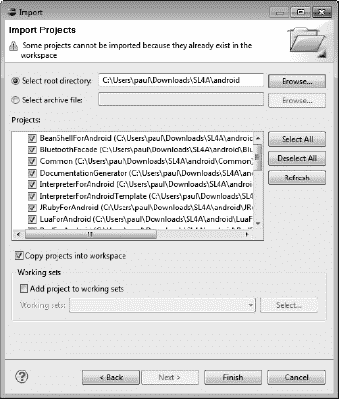 Import
Import Projects
Some projects cannot be imported because they already exist in the
workspace
Select root directory: C:\Users\paul\Downloads\SL4A\android Browse...
Select archive file: Browse...
Projects:
BeanShellForAndroid (C:\Users\paul\Downloads\SL4A\android
BluetoothFacade (C:\Users\paul\Downloads\SL4A\android
Common (C:\Users\paul\Downloads\SL4A\android\Common)
DocumentationGenerator (C:\Users\paul\Downloads\SL4A
InterpreterForAndroid (C:\Users\paul\Downloads\SL4A\an
InterpreterForAndroidTemplate (C:\Users\paul\Downloads
JRubyForAndroid (C:\Users\paul\Downloads\SL4A\android\JR
LuaForAndroid (C:\Users\paul\Downloads\SL4A\android\LuaF
Select All
Deselect All
Refresh
Copy projects into workspace
Working sets
Add project to working sets
Working sets: Select...
< Back Next > Finish Cancel